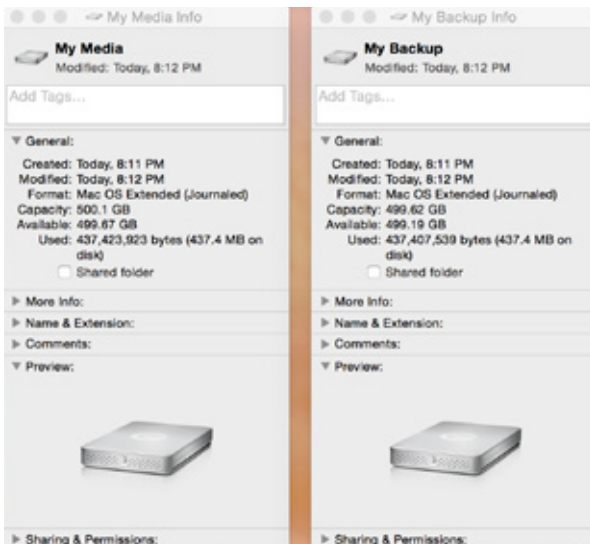 My Media Info
My Media
Modified: Today, 8:12 PM
Add Tags...
General:
Created: Today, 8:11 PM
Modified: Today, 8:12 PM
Format: Mac OS Extended (Journaled)
Capacity: 500.1 GB
Available: 499.67 GB
Used: 437,423,923 bytes (437.4 MB on
disk)
Shared folder
More Info:
Name & Extension:
Comments:
Preview:
Sharing & Permissions:
My Backup Info
My Backup
Modified: Today, 8:12 PM
Add Tags...
General:
Created: Today, 8:11 PM
Modified: Today, 8:12 PM
Format: Mac OS Extended (Journaled)
Capacity: 499.62 GB
Available: 499.19 GB
Used: 437,407,539 bytes (437.4 MB on
disk)
Shared folder
More Info:
Name & Extension:
Comments:
Preview:
Sharing & Permissions: